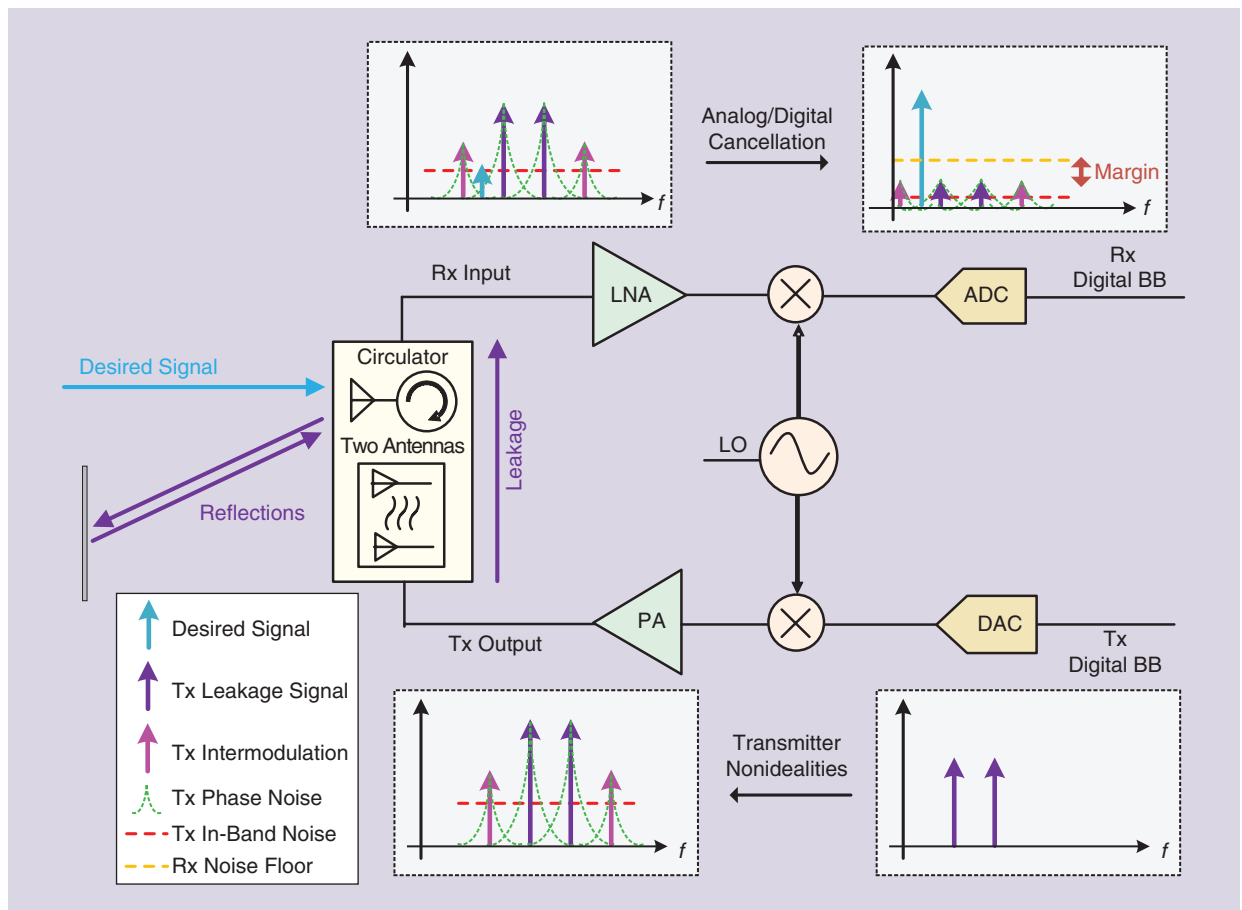 f
Analog/Digital
Cancellation
Margin
f
Rx Input
LNA
ADC
Rx
Digital BB
Desired Signal
Circulator
Two Antennas
Leakage
LO
Reflections
Tx Output
PA
DAC
Tx
Digital BB
Desired Signal
Tx Leakage Signal
Tx Intermodulation
Tx Phase Noise
Tx In-Band Noise
Rx Noise Floor
f
Transmitter
Nonidealities
f